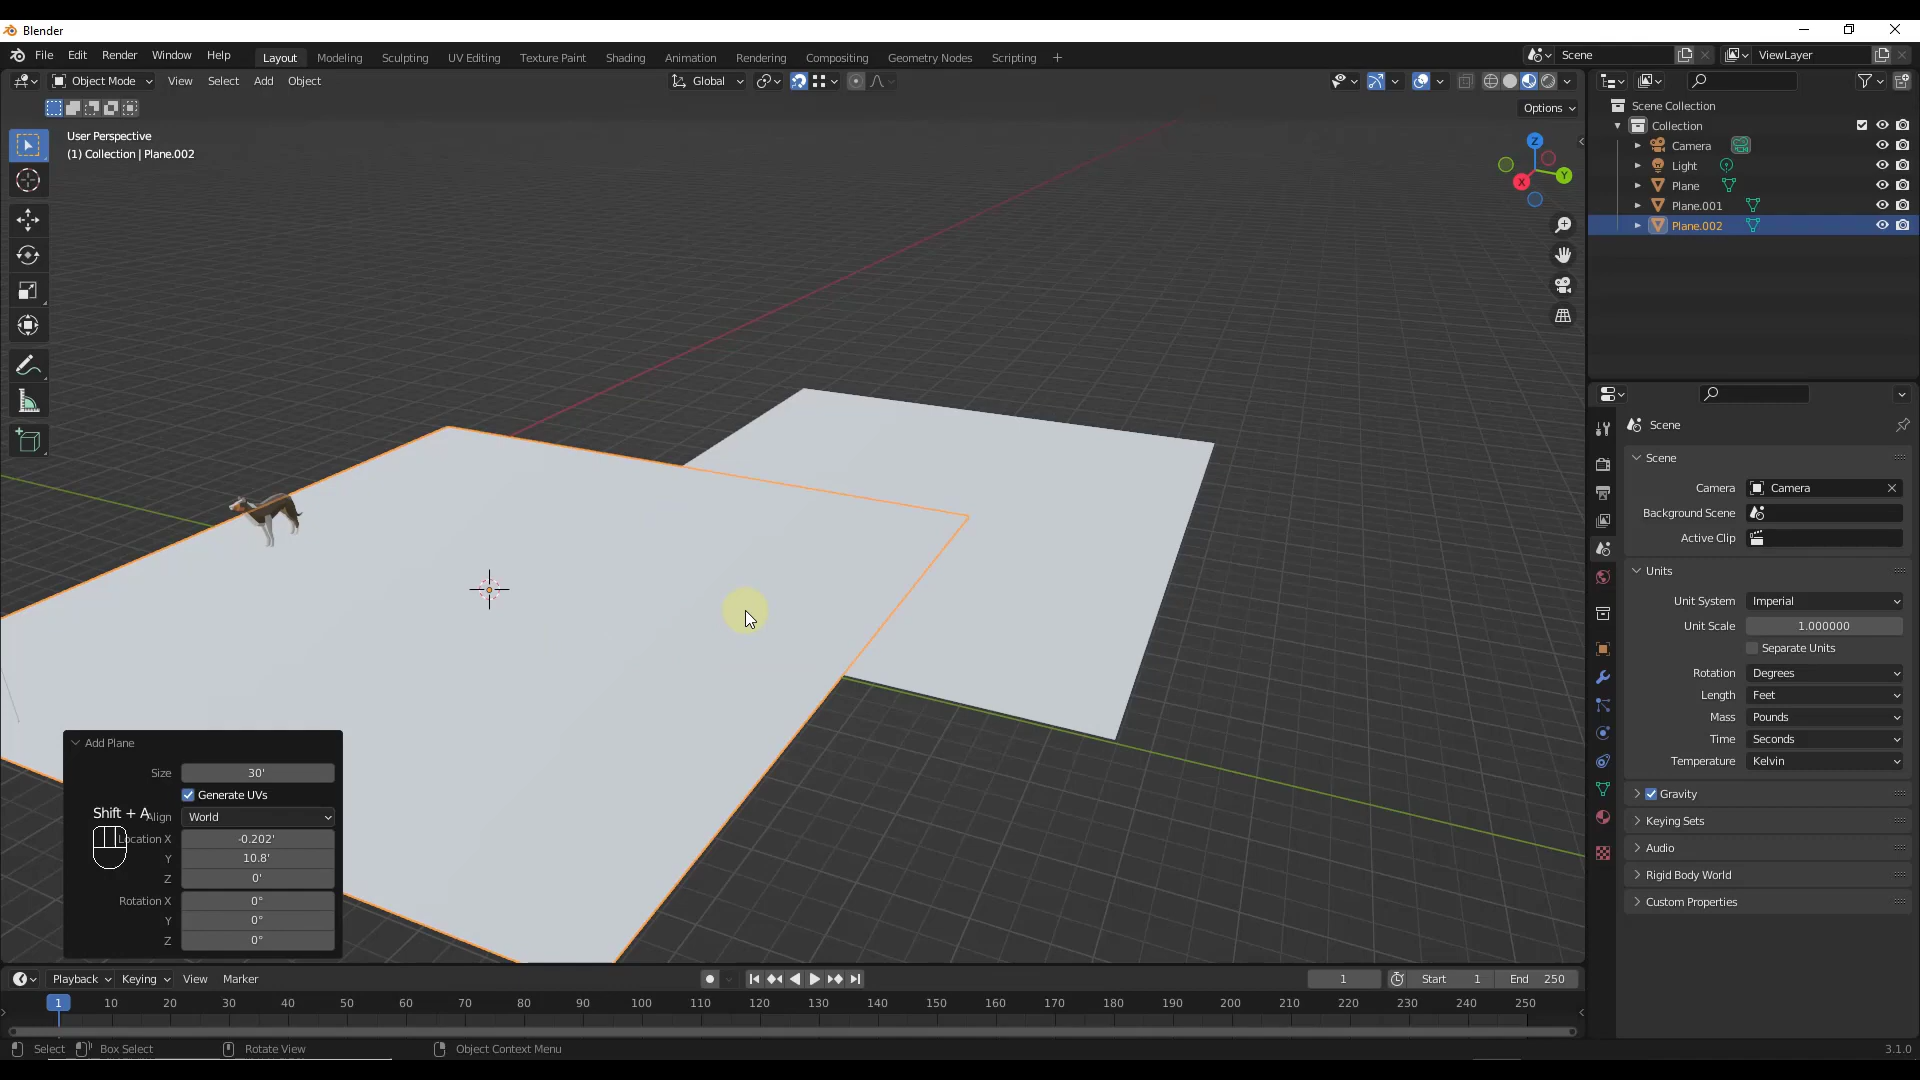 Blender
File Edit Render Window Help Layout Modeling Sculpting UV Editing Texture Paint Shading Animation Rendering Compositing Geometry Nodes Scripting + Scene ViewLayer
Object Mode View Select Add Object Global
Options
User Perspective
(1) Collection | Plane.002
Z
Y
X
Scene Collection
Collection
Camera
Light
Plane
Plane.001
Plane.002
Scene
Scene
Camera Camera
Background Scene
Active Clip
Units
Unit System Imperial
Unit Scale 1.000000
Separate Units
Rotation Degrees
Length Feet
Mass Pounds
Time Seconds
Temperature Kelvin
Gravity
Keying Sets
Audio
Rigid Body World
Custom Properties
Add Plane
Size 30'
Generate UVs
Shift + A
Align World
Location X -0.202'
Y 10.8'
Z 0'
Rotation X 0°
Y 0°
Z 0°
Playback Keying View Marker 1 Start 1 End 250
1 10 20 30 40 50 60 70 80 90 100 110 120 130 140 150 160 170 180 190 200 210 220 230 240 250
Select Box Select Rotate View Object Context Menu 3.1.0